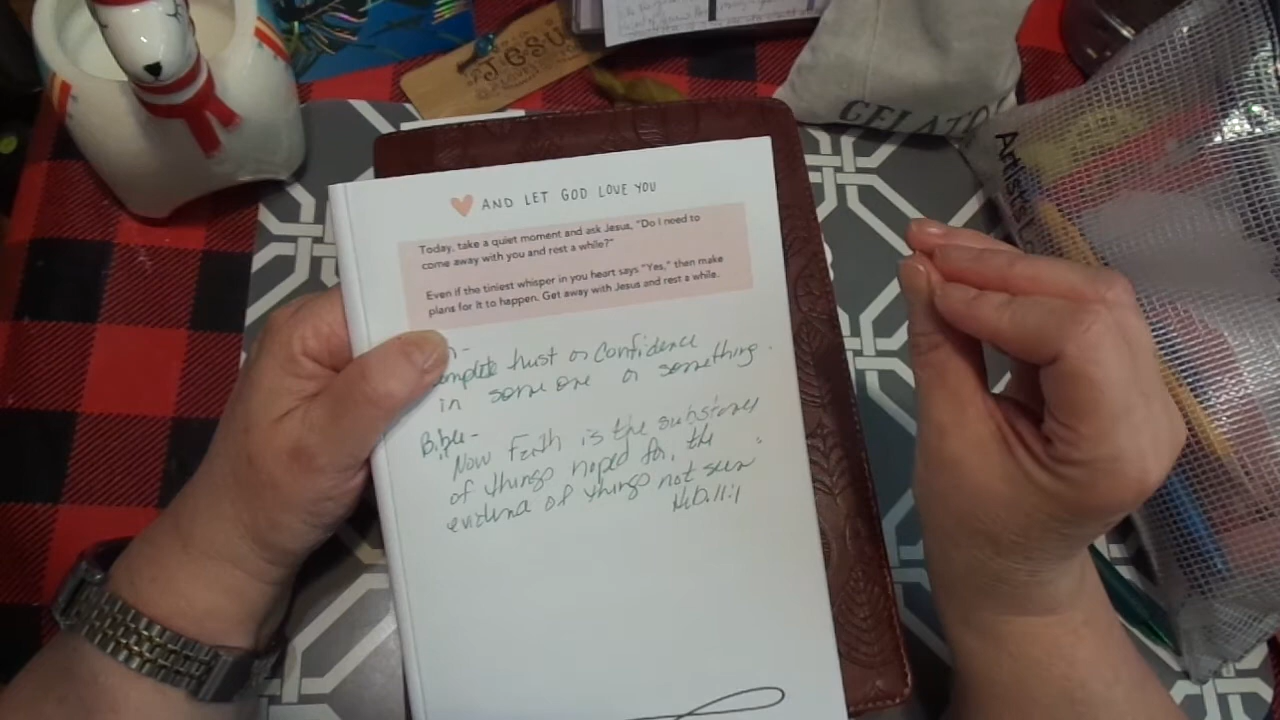 JESUS
GELATO
Artist's L
AND LET GOD LOVE YOU
Today, take a quiet moment and ask Jesus, "Do I need to
come away with you and rest a while?"
Even if the tiniest whisper in you heart says "Yes," then make
plans for it to happen. Get away with Jesus and rest a while.
trust or Confidence
in someone or something.
Bible-
"Now Faith is the substance
of things hoped for, the
evidence of things not seen
Heb. 11:1